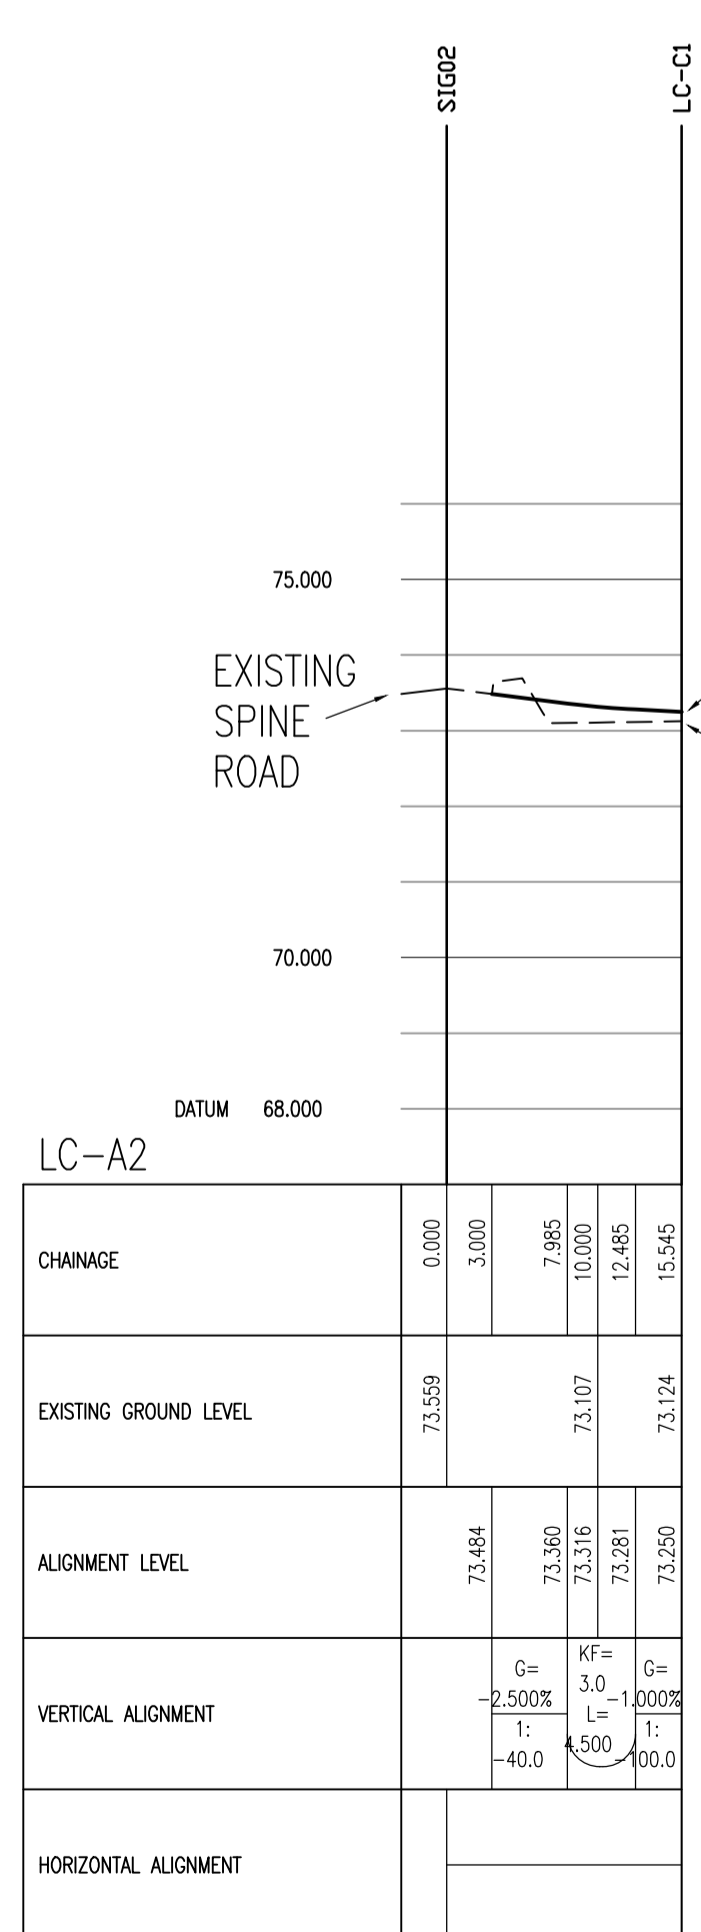 SIG02
LC-C1
75.000
EXISTING
SPINE
ROAD
70.000
DATUM 68.000
LC-A2
CHAINAGE
0.000
3.000
7.985
10.000
12.485
15.545
EXISTING GROUND LEVEL
73.559
73.107
73.124
ALIGNMENT LEVEL
73.484
73.360
73.316
73.281
73.250
VERTICAL ALIGNMENT
G=
-2.500%
1:
-40.0
KF=
3.0
L=
4.500
G=
-1.000%
1:
-100.0
HORIZONTAL ALIGNMENT